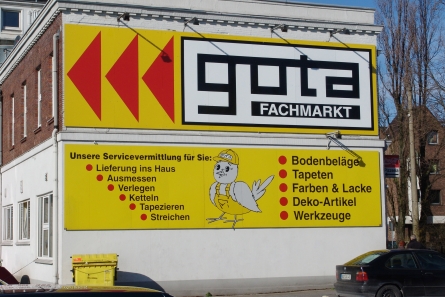 gota
FACHMARKT
Unsere Servicevermittlung für Sie:
Lieferung ins Haus
Ausmessen
Verlegen
Ketteln
Tapezieren
Streichen
Bodenbeläge
Tapeten
Farben & Lacke
Deko-Artikel
Werkzeuge